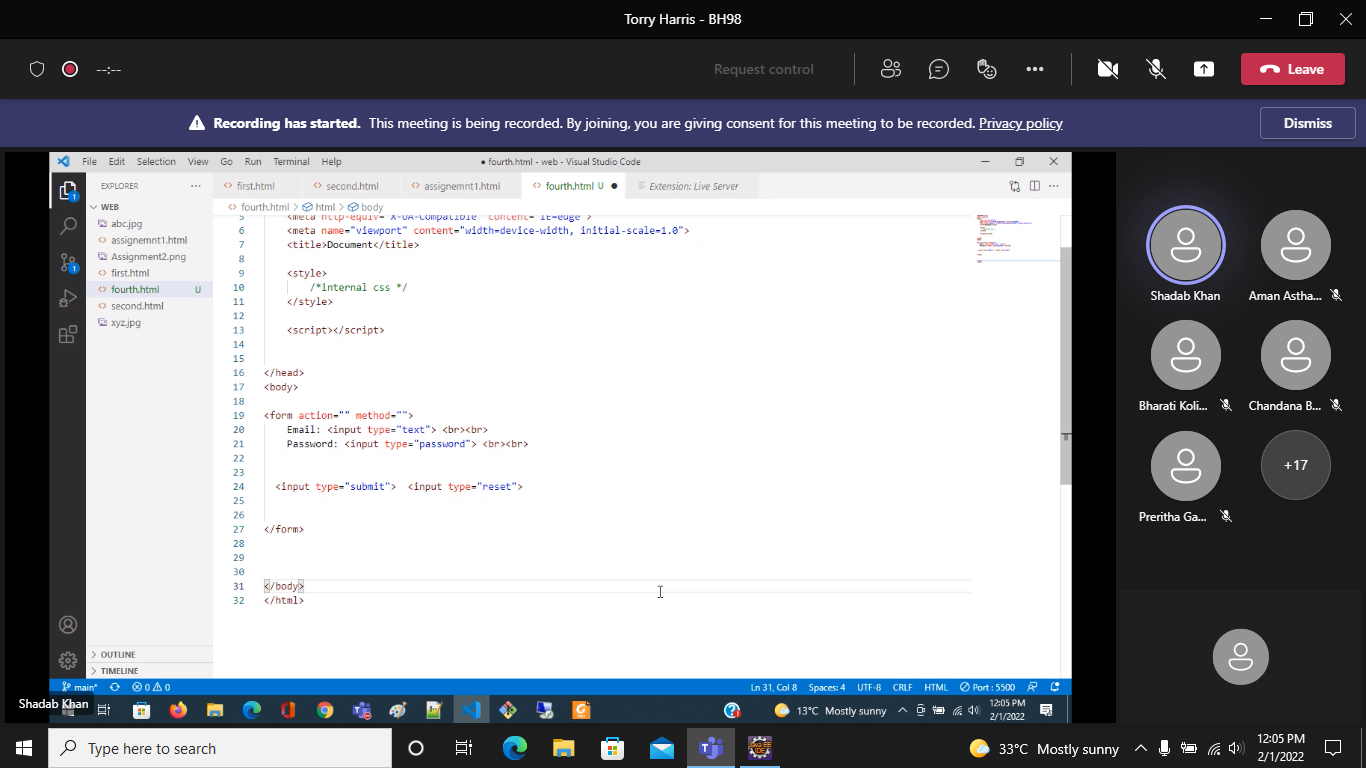 Torry Harris - BH98
--:--
Request control
Leave
Recording has started. This meeting is being recorded. By joining, you are giving consent for this meeting to be recorded. Privacy policy
Dismiss
File Edit Selection View Go Run Terminal Help
● fourth.html - web - Visual Studio Code
EXPLORER ...
first.html
second.html
assignemnt1.html
fourth.html U ●
Extension: Live Server
fourth.html > html > body
WEB
abc.jpg
assignemnt1.html
Assignment2.png
first.html
fourth.html U
second.html
xyz.jpg
1
1
5 <meta http-equiv="X-UA-Compatible" content="IE=edge">
6 <meta name="viewport" content="width=device-width, initial-scale=1.0">
7 <title>Document</title>
8
9 <style>
10 /*internal css */
11 </style>
12
13 <script></script>
14
15
16 </head>
17 <body>
18
19 <form action="" method="">
20 Email: <input type="text"> <br><br>
21 Password: <input type="password"> <br><br>
22
23
24 <input type="submit"> <input type="reset">
25
26
27 </form>
28
29
30
31 </body>
32 </html>
OUTLINE
TIMELINE
main* 0 0
Ln 31, Col 8 Spaces: 4 UTF-8 CRLF HTML Port : 5500
Shadab Khan
13°C Mostly sunny
12:05 PM
2/1/2022
Shadab Khan
Aman Astha...
Bharati Koli...
Chandana B...
Preritha Ga...
+17
Type here to search
33°C Mostly sunny
12:05 PM
2/1/2022